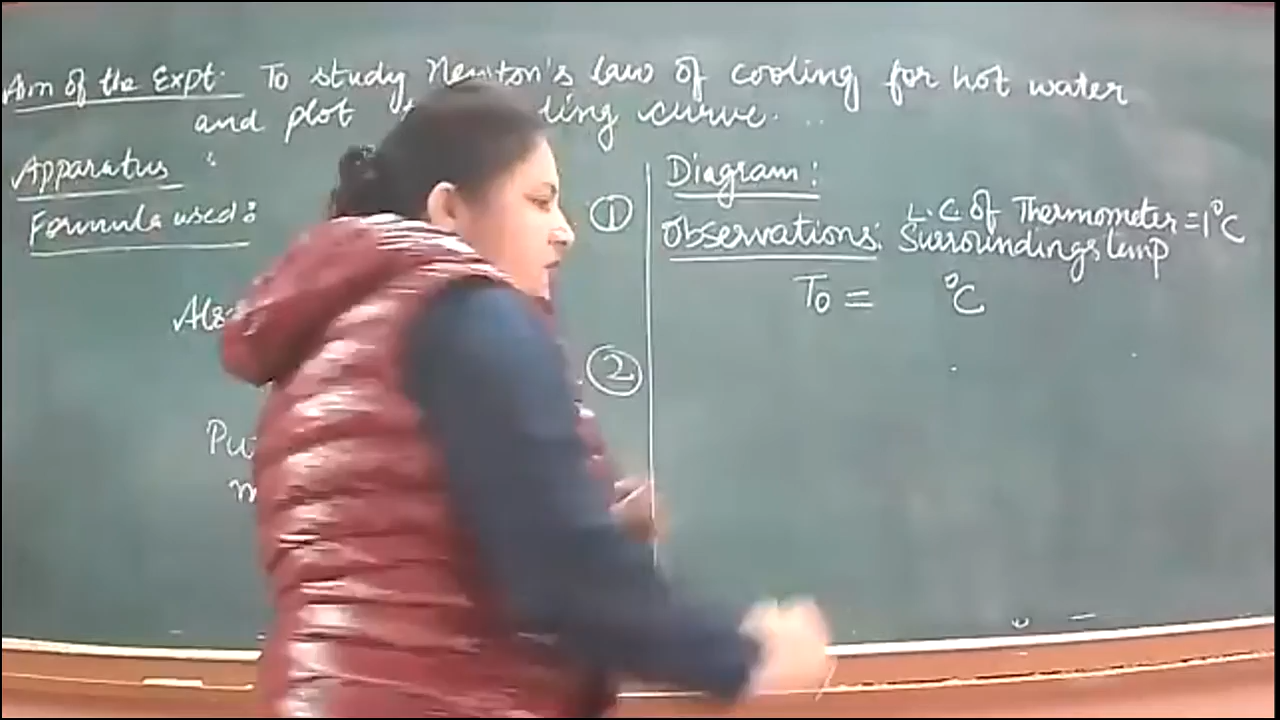 Aim of the Expt. To study Newton's law of cooling for hot water
and plot curve.
Apparatus :
Formula used :
①
②
Diagram :
Observations: L.C. of Thermometer = 1°C
Surroundings temp
T₀ = °C